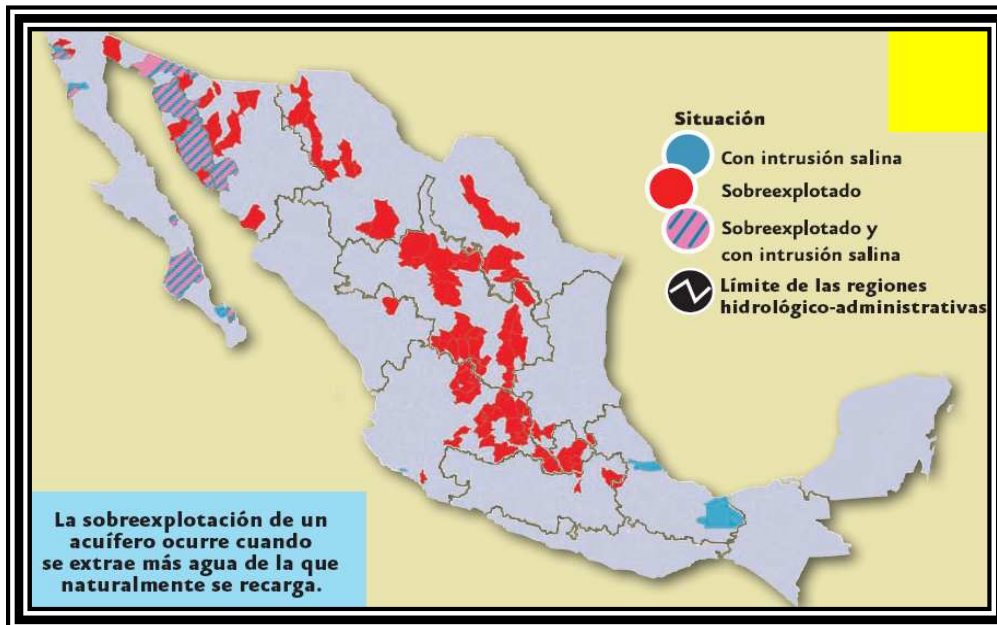 Situación
Con intrusión salina
Sobreexplotado
Sobreexplotado y
con intrusión salina
Límite de las regiones
hidrológico-administrativas
La sobreexplotación de un
acuífero ocurre cuando
se extrae más agua de la que
naturalmente se recarga.